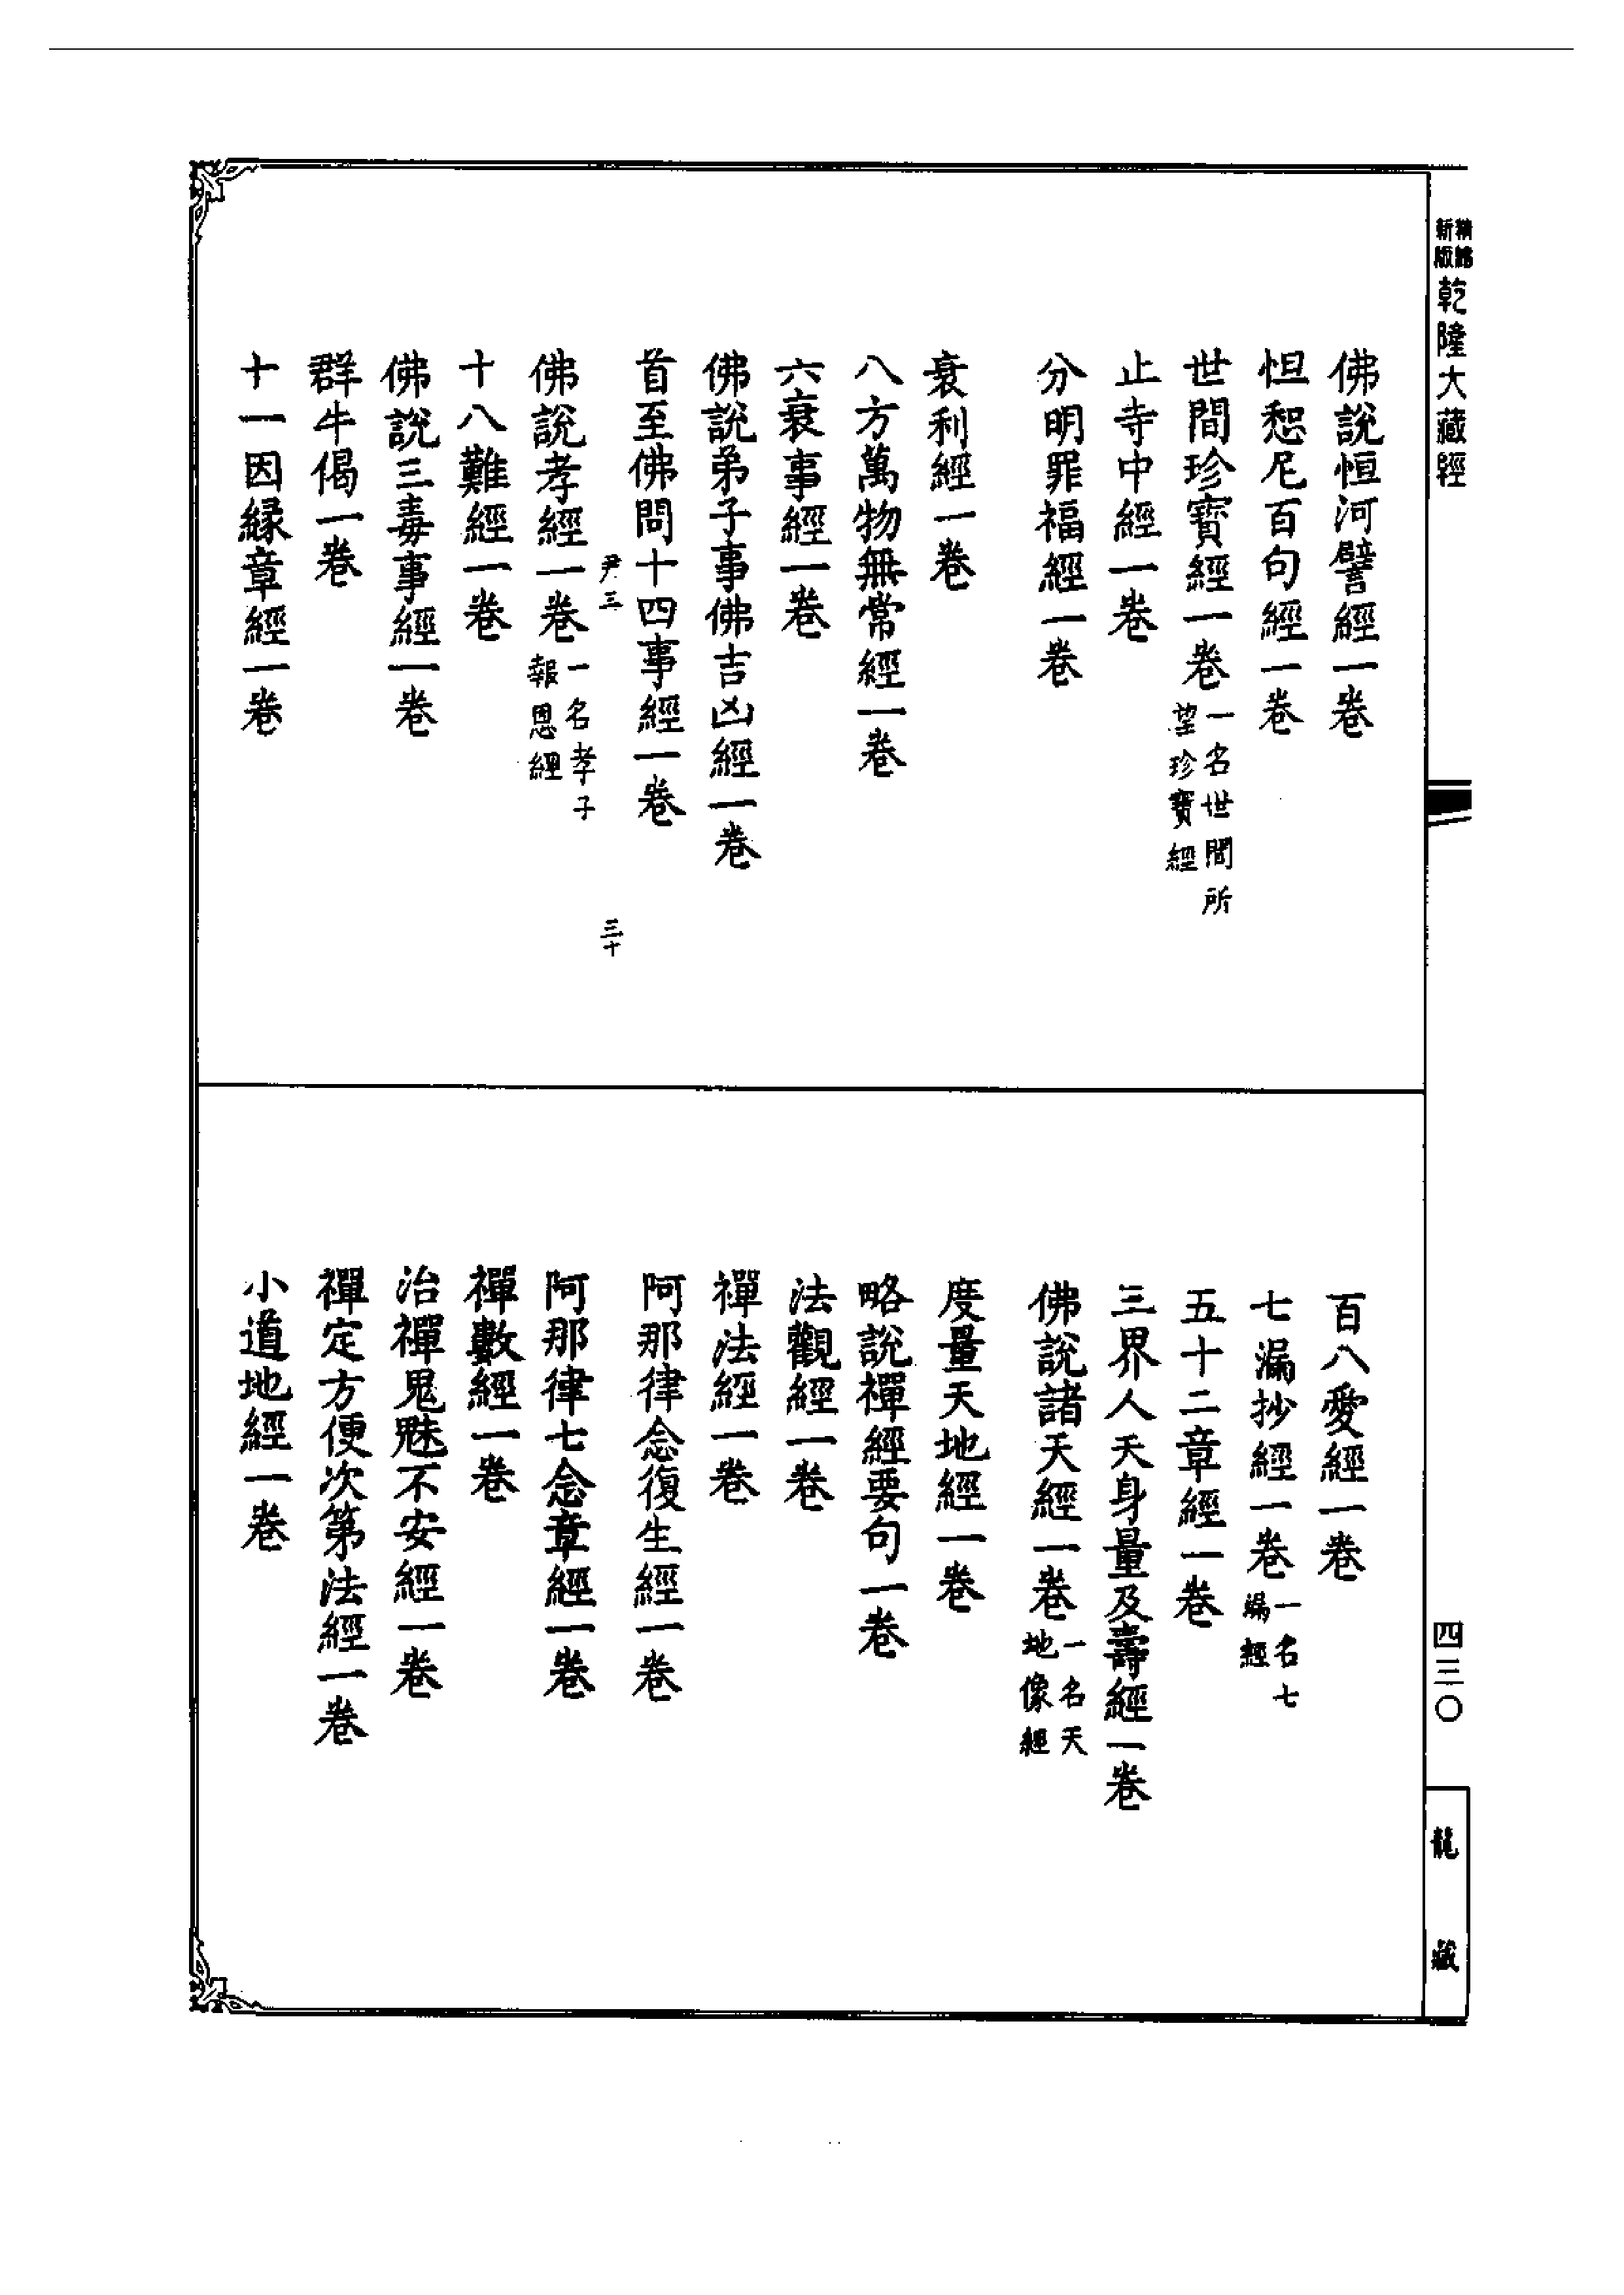 精縮新版乾隆大藏經
佛說恒河譬經一卷
怛惒尼百句經一卷
世間珍寶經一卷一名世間所望珍寶經
止寺中經一卷
分明罪福經一卷
衰利經一卷
八方萬物無常經一卷
六衰事經一卷
佛說弟子事佛吉凶經一卷
首至佛問十四事經一卷
尹三
三十
佛說孝經一卷一名孝子報恩經
十八難經一卷
佛說三毒事經一卷
群牛偈一卷
十一因緣章經一卷
百八愛經一卷
七漏抄經一卷一名七漏經
五十二章經一卷
三界人天身量及壽經一卷
佛說諸天經一卷一名天地像經
度量天地經一卷
略說禪經要句一卷
法觀經一卷
禪法經一卷
阿那律念復生經一卷
阿那律七念章經一卷
禪數經一卷
治禪鬼魅不安經一卷
禪定方便次第法經一卷
小道地經一卷
四三〇
龍藏